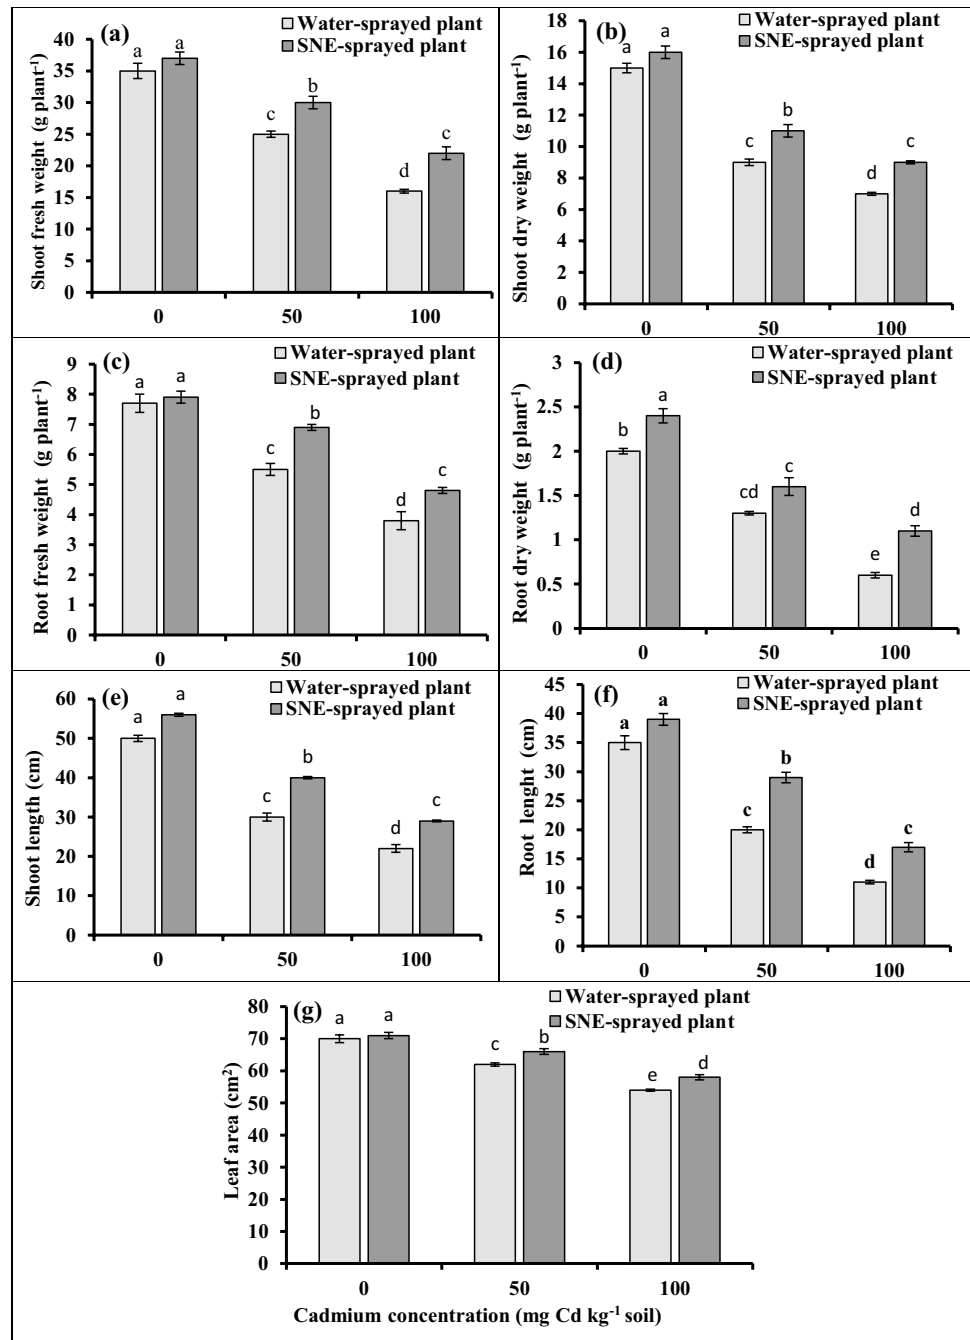 (a)
Water-sprayed plant
SNE-sprayed plant
Shoot fresh weight (g plant⁻¹)
40
35
30
25
20
15
10
5
0
a
a
c
b
d
c
0
50
100
(b)
Water-sprayed plant
SNE-sprayed plant
Shoot dry weight (g plant⁻¹)
18
16
14
12
10
8
6
4
2
0
a
a
c
b
d
c
0
50
100
(c)
Water-sprayed plant
SNE-sprayed plant
Root fresh weight (g plant⁻¹)
9
8
7
6
5
4
3
2
1
0
a
a
c
b
d
c
0
50
100
(d)
Water-sprayed plant
SNE-sprayed plant
Root dry weight (g plant⁻¹)
3
2.5
2
1.5
1
0.5
0
b
a
cd
c
e
d
0
50
100
(e)
Water-sprayed plant
SNE-sprayed plant
Shoot length (cm)
60
50
40
30
20
10
0
a
a
c
b
d
c
0
50
100
(f)
Water-sprayed plant
SNE-sprayed plant
Root lenght (cm)
45
40
35
30
25
20
15
10
5
0
a
a
c
b
d
c
0
50
100
(g)
Water-sprayed plant
SNE-sprayed plant
Leaf area (cm²)
80
70
60
50
40
30
20
10
0
a
a
c
b
e
d
0
50
100
Cadmium concentration (mg Cd kg⁻¹ soil)